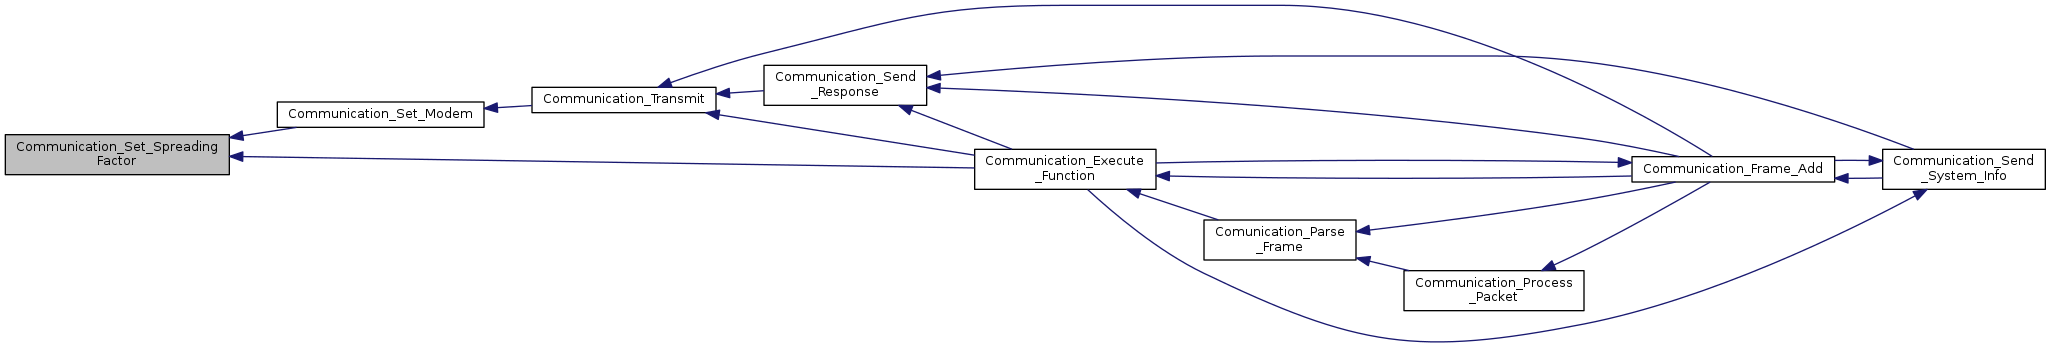 Communication_Set_Spreading
Factor
Communication_Set_Modem
Communication_Transmit
Communication_Send
_Response
Communication_Execute
_Function
Comunication_Parse
_Frame
Communication_Process
_Packet
Communication_Frame_Add
Communication_Send
_System_Info